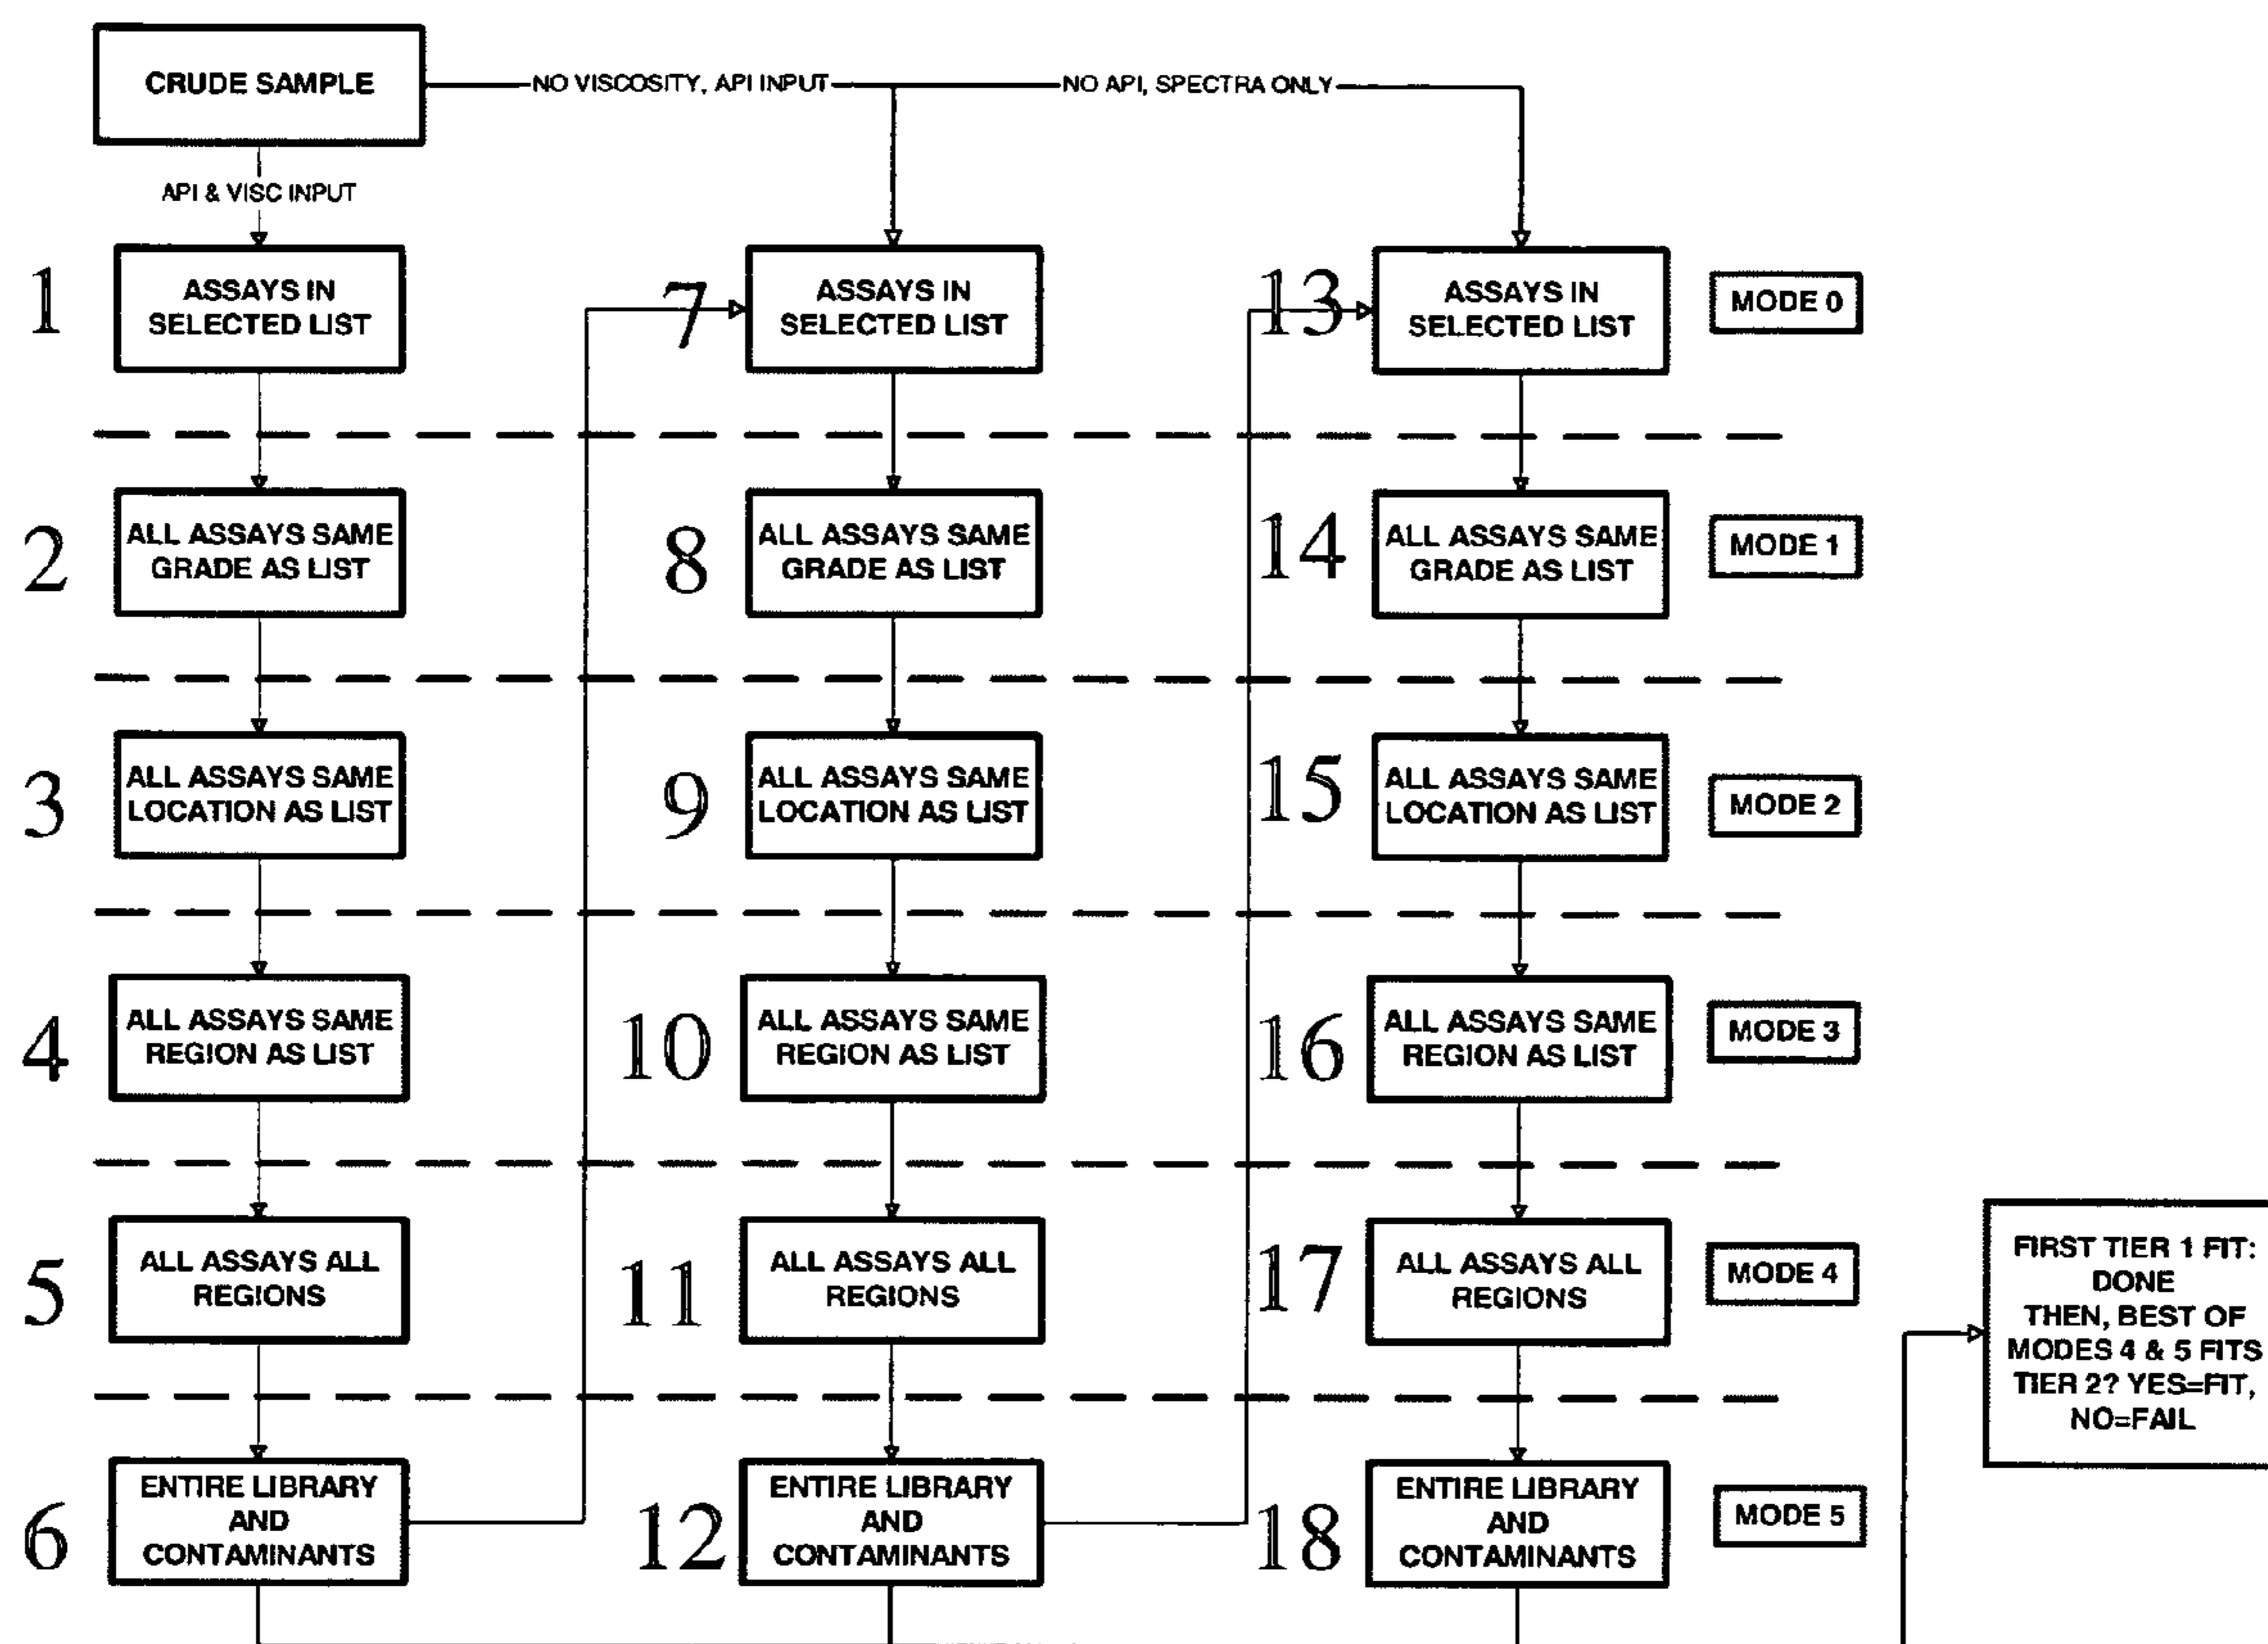 CRUDE SAMPLE
NO VISCOSITY, API INPUT
NO API, SPECTRA ONLY
API & VISC INPUT
1
ASSAYS IN
SELECTED LIST
7
ASSAYS IN
SELECTED LIST
13
ASSAYS IN
SELECTED LIST
MODE 0
2
ALL ASSAYS SAME
GRADE AS LIST
8
ALL ASSAYS SAME
GRADE AS LIST
14
ALL ASSAYS SAME
GRADE AS LIST
MODE 1
3
ALL ASSAYS SAME
LOCATION AS LIST
9
ALL ASSAYS SAME
LOCATION AS LIST
15
ALL ASSAYS SAME
LOCATION AS LIST
MODE 2
4
ALL ASSAYS SAME
REGION AS LIST
10
ALL ASSAYS SAME
REGION AS LIST
16
ALL ASSAYS SAME
REGION AS LIST
MODE 3
5
ALL ASSAYS ALL
REGIONS
11
ALL ASSAYS ALL
REGIONS
17
ALL ASSAYS ALL
REGIONS
MODE 4
FIRST TIER 1 FIT:
DONE
THEN, BEST OF
MODES 4 & 5 FITS
TIER 2? YES=FIT,
NO=FAIL
6
ENTIRE LIBRARY
AND
CONTAMINANTS
12
ENTIRE LIBRARY
AND
CONTAMINANTS
18
ENTIRE LIBRARY
AND
CONTAMINANTS
MODE 5